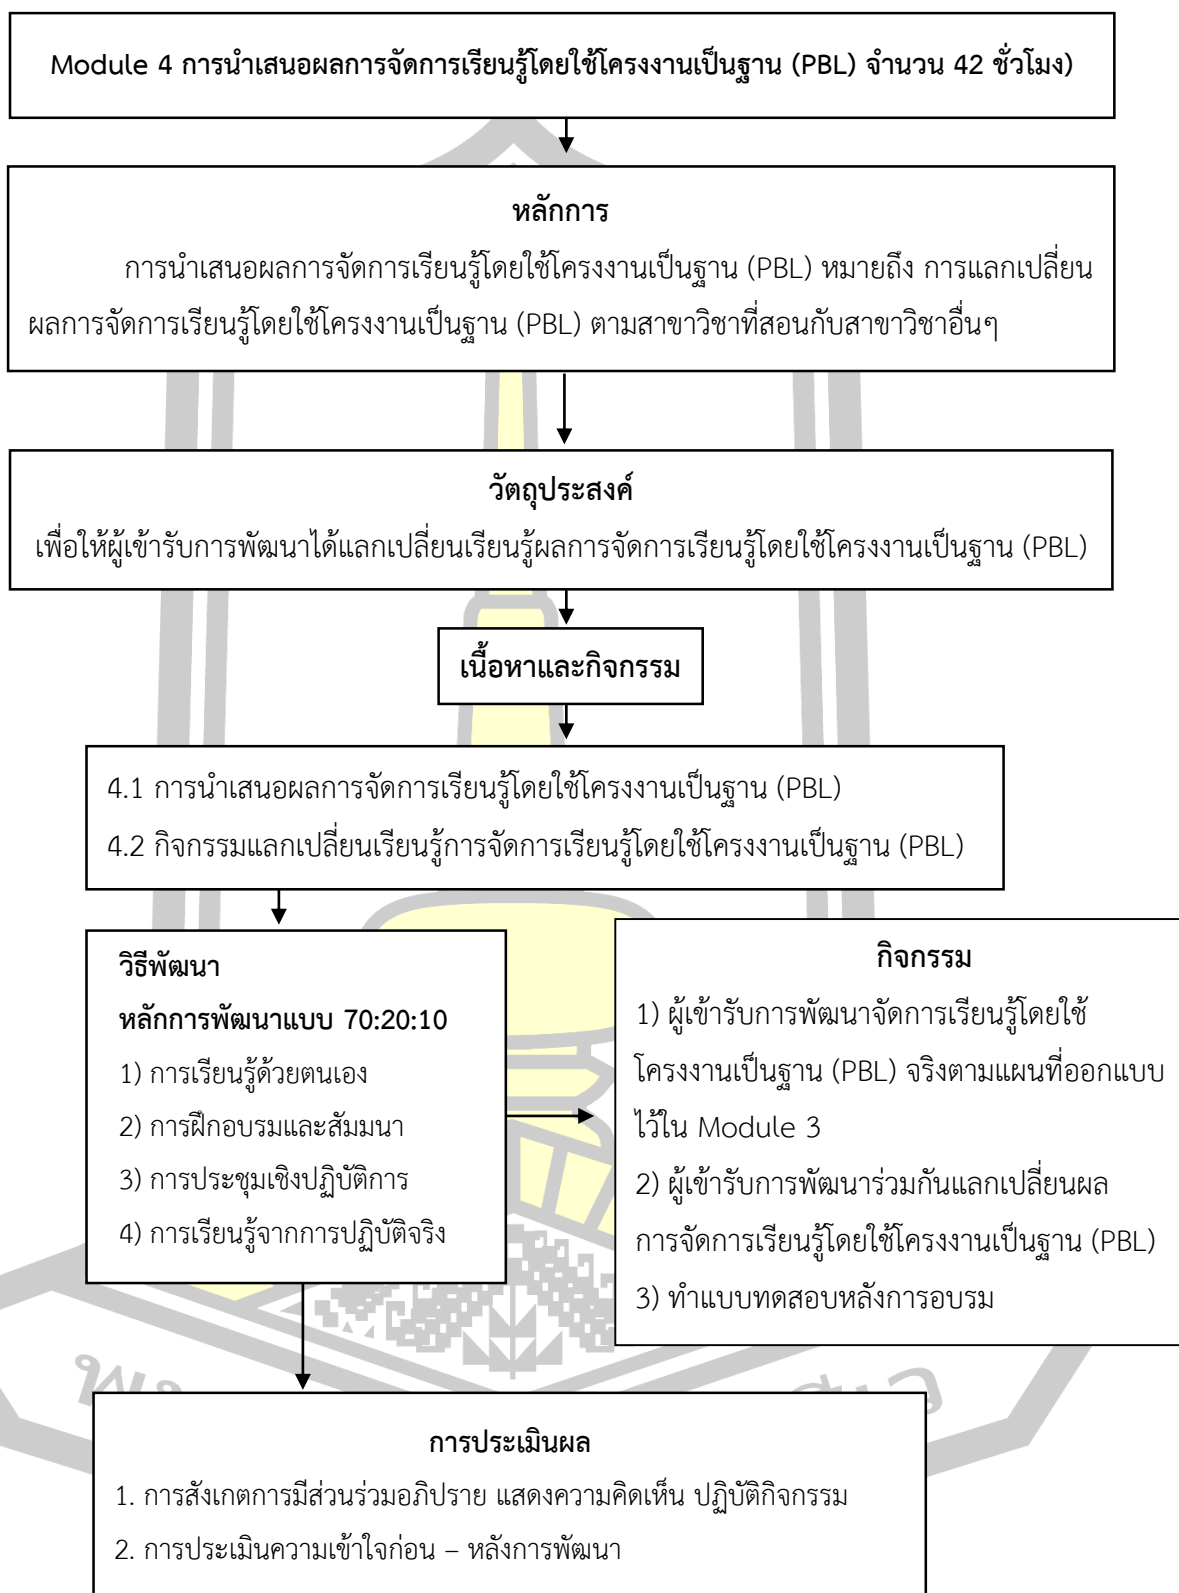 Module 4 การนำเสนอผลการจัดการเรียนรู้โดยใช้โครงงานเป็นฐาน (PBL) จำนวน 42 ชั่วโมง)
หลักการ
การนำเสนอผลการจัดการเรียนรู้โดยใช้โครงงานเป็นฐาน (PBL) หมายถึง การแลกเปลี่ยน
ผลการจัดการเรียนรู้โดยใช้โครงงานเป็นฐาน (PBL) ตามสาขาวิชาที่สอนกับสาขาวิชาอื่นๆ
วัตถุประสงค์
เพื่อให้ผู้เข้ารับการพัฒนาได้แลกเปลี่ยนเรียนรู้ผลการจัดการเรียนรู้โดยใช้โครงงานเป็นฐาน (PBL)
เนื้อหาและกิจกรรม
4.1 การนำเสนอผลการจัดการเรียนรู้โดยใช้โครงงานเป็นฐาน (PBL)
4.2 กิจกรรมแลกเปลี่ยนเรียนรู้การจัดการเรียนรู้โดยใช้โครงงานเป็นฐาน (PBL)
วิธีพัฒนา
หลักการพัฒนาแบบ 70:20:10
1) การเรียนรู้ด้วยตนเอง
2) การฝึกอบรมและสัมมนา
3) การประชุมเชิงปฏิบัติการ
4) การเรียนรู้จากการปฏิบัติจริง
กิจกรรม
1) ผู้เข้ารับการพัฒนาจัดการเรียนรู้โดยใช้
โครงงานเป็นฐาน (PBL) จริงตามแผนที่ออกแบบ
ไว้ใน Module 3
2) ผู้เข้ารับการพัฒนาร่วมกันแลกเปลี่ยนผล
การจัดการเรียนรู้โดยใช้โครงงานเป็นฐาน (PBL)
3) ทำแบบทดสอบหลังการอบรม
การประเมินผล
1. การสังเกตการมีส่วนร่วมอภิปราย แสดงความคิดเห็น ปฏิบัติกิจกรรม
2. การประเมินความเข้าใจก่อน – หลังการพัฒนา